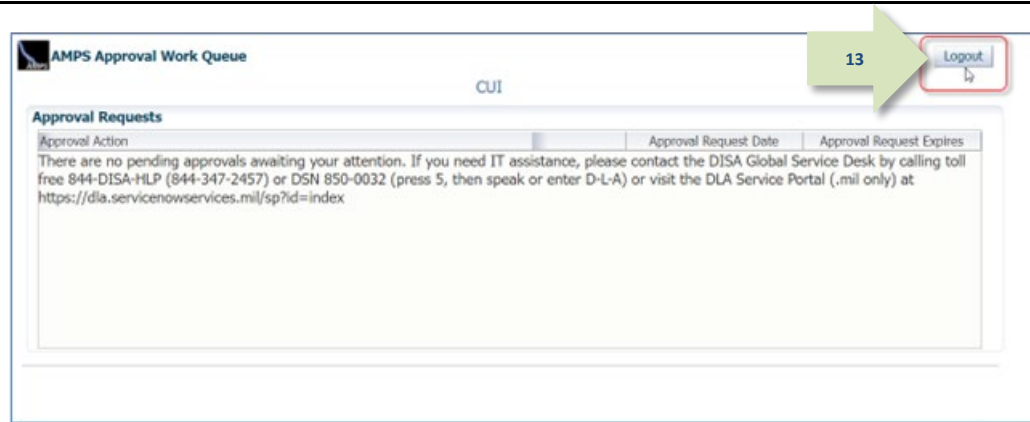 AMPS
AMPS Approval Work Queue
13
Logout
CUI
Approval Requests
Approval Action
Approval Request Date
Approval Request Expires
There are no pending approvals awaiting your attention. If you need IT assistance, please contact the DISA Global Service Desk by calling toll
free 844-DISA-HLP (844-347-2457) or DSN 850-0032 (press 5, then speak or enter D-L-A) or visit the DLA Service Portal (.mil only) at
https://dla.servicenowservices.mil/sp?id=index